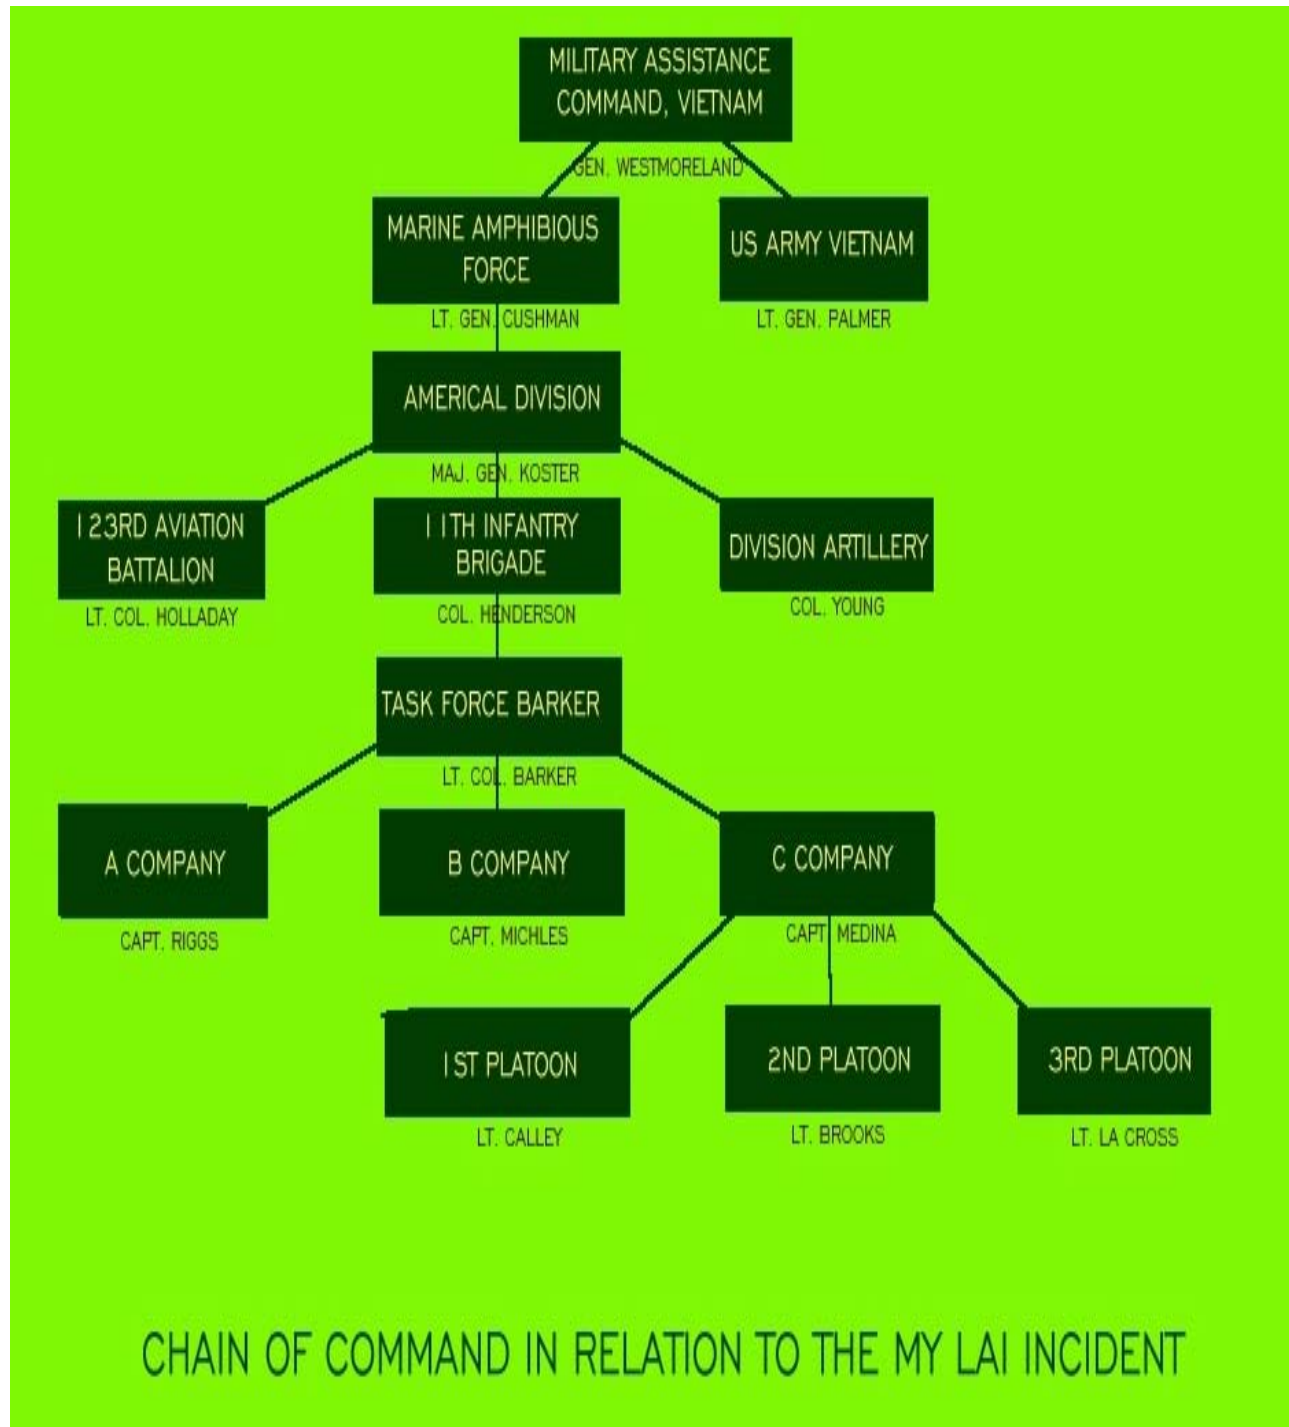 MILITARY ASSISTANCE
COMMAND, VIETNAM
GEN. WESTMORELAND
MARINE AMPHIBIOUS
FORCE
LT. GEN. CUSHMAN
US ARMY VIETNAM
LT. GEN. PALMER
AMERICAL DIVISION
MAJ. GEN. KOSTER
123RD AVIATION
BATTALION
LT. COL. HOLLADAY
11TH INFANTRY
BRIGADE
COL. HENDERSON
DIVISION ARTILLERY
COL. YOUNG
TASK FORCE BARKER
LT. COL. BARKER
A COMPANY
CAPT. RIGGS
B COMPANY
CAPT. MICHLES
C COMPANY
CAPT. MEDINA
1ST PLATOON
LT. CALLEY
2ND PLATOON
LT. BROOKS
3RD PLATOON
LT. LA CROSS
CHAIN OF COMMAND IN RELATION TO THE MY LAI INCIDENT